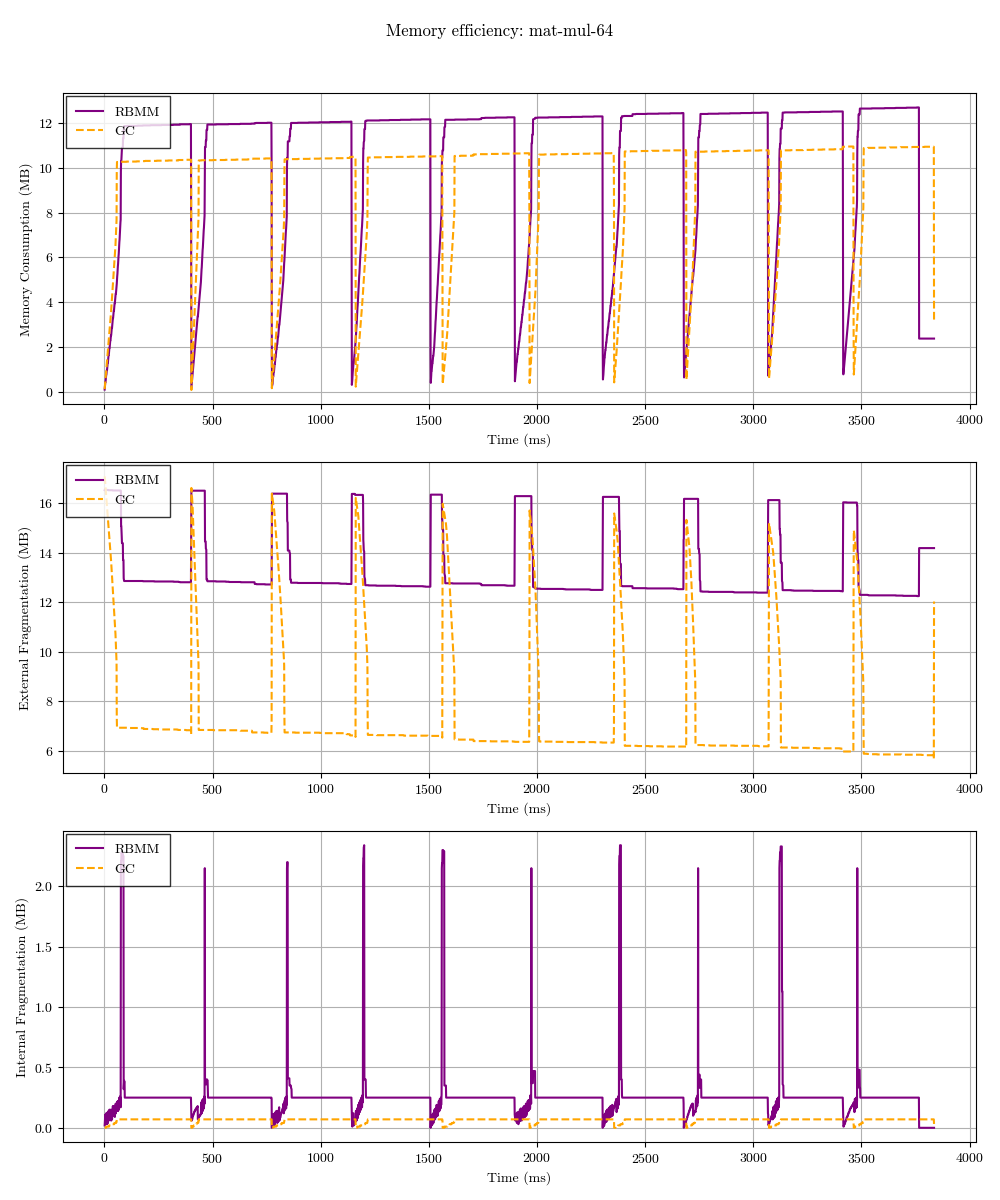 Memory efficiency: mat-mul-64
RBMM
GC
12
10
8
6
4
2
0
Memory Consumption (MB)
0 500 1000 1500 2000 2500 3000 3500 4000
Time (ms)
RBMM
GC
16
14
12
10
8
6
External Fragmentation (MB)
0 500 1000 1500 2000 2500 3000 3500 4000
Time (ms)
RBMM
GC
2.0
1.5
1.0
0.5
0.0
Internal Fragmentation (MB)
0 500 1000 1500 2000 2500 3000 3500 4000
Time (ms)